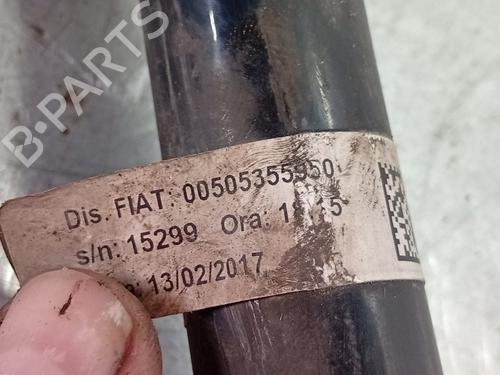 B-PARTS
Dis. FIAT: 00505355950
s/n: 15299 Ora:
13/02/2017